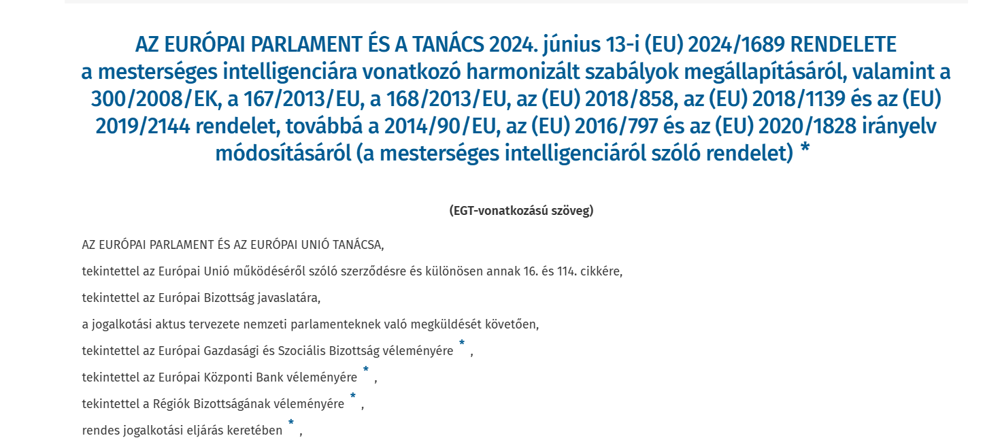 AZ EURÓPAI PARLAMENT ÉS A TANÁCS 2024. június 13-i (EU) 2024/1689 RENDELETE
a mesterséges intelligenciára vonatkozó harmonizált szabályok megállapításáról, valamint a
300/2008/EK, a 167/2013/EU, a 168/2013/EU, az (EU) 2018/858, az (EU) 2018/1139 és az (EU)
2019/2144 rendelet, továbbá a 2014/90/EU, az (EU) 2016/797 és az (EU) 2020/1828 irányelv
módosításáról (a mesterséges intelligenciáról szóló rendelet) *
(EGT-vonatkozású szöveg)
AZ EURÓPAI PARLAMENT ÉS AZ EURÓPAI UNIÓ TANÁCSA,
tekintettel az Európai Unió működéséről szóló szerződésre és különösen annak 16. és 114. cikkére,
tekintettel az Európai Bizottság javaslatára,
a jogalkotási aktus tervezete nemzeti parlamenteknek való megküldését követően,
tekintettel az Európai Gazdasági és Szociális Bizottság véleményére * ,
tekintettel az Európai Központi Bank véleményére * ,
tekintettel a Régiók Bizottságának véleményére * ,
rendes jogalkotási eljárás keretében * ,